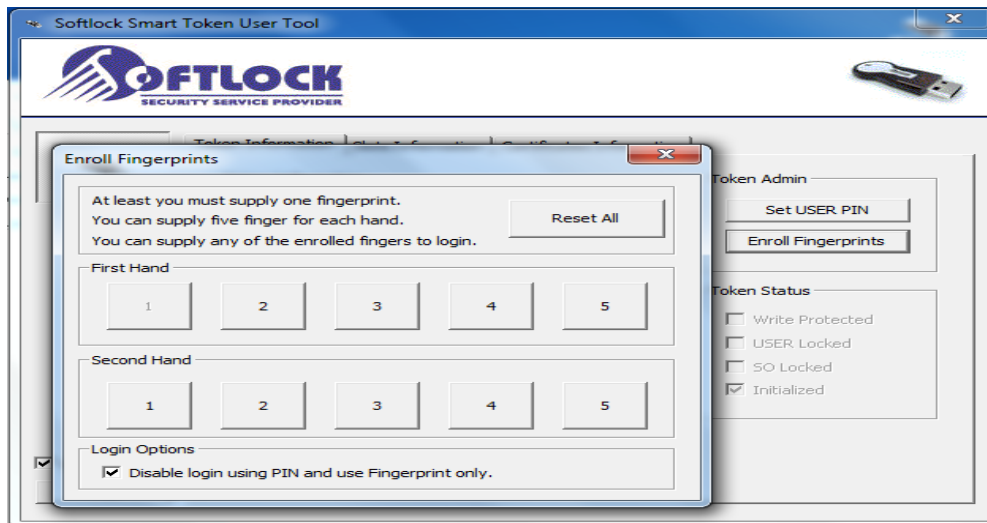 Softlock Smart Token User Tool
SOFTLOCK
SECURITY SERVICE PROVIDER
Token Information
Enroll Fingerprints
At least you must supply one fingerprint.
You can supply five finger for each hand.
You can supply any of the enrolled fingers to login.
Reset All
First Hand
1 2 3 4 5
Second Hand
1 2 3 4 5
Login Options
Disable login using PIN and use Fingerprint only.
Token Admin
Set USER PIN
Enroll Fingerprints
Token Status
Write Protected
USER Locked
SO Locked
Initialized